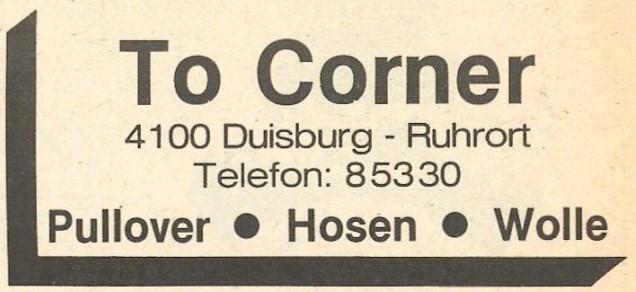 To Corner
4100 Duisburg - Ruhrort
Telefon: 85330
Pullover ● Hosen ● Wolle